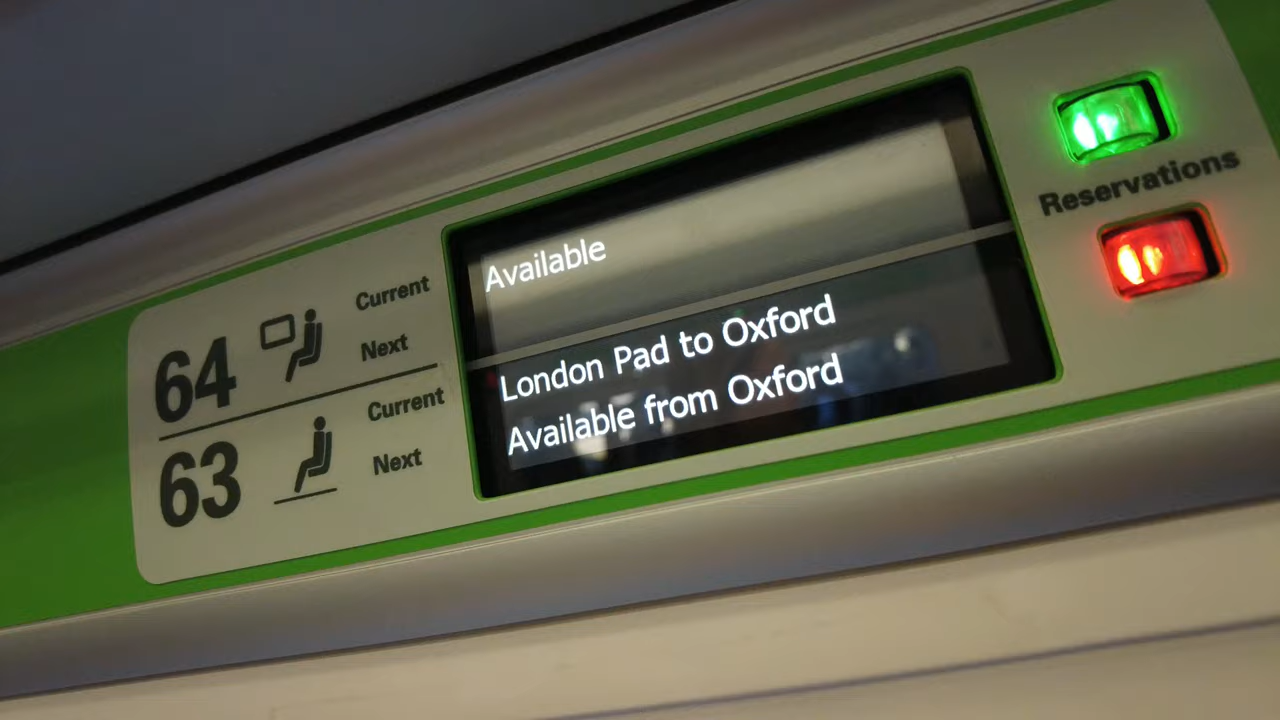 64
Current
Next
63
Current
Next
Available
London Pad to Oxford
Available from Oxford
Reservations